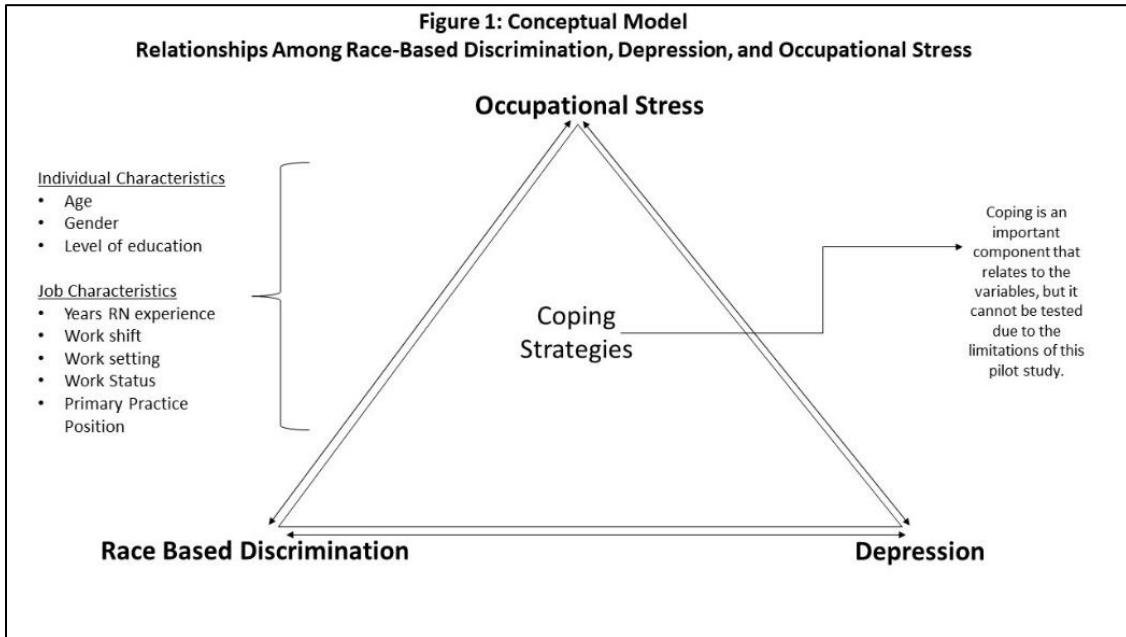 Figure 1: Conceptual Model
Relationships Among Race-Based Discrimination, Depression, and Occupational Stress
Occupational Stress
Individual Characteristics
• Age
• Gender
• Level of education
Job Characteristics
• Years RN experience
• Work shift
• Work setting
• Work Status
• Primary Practice
Position
Coping
Strategies
Coping is an
important
component that
relates to the
variables, but it
cannot be tested
due to the
limitations of this
pilot study.
Race Based Discrimination
Depression